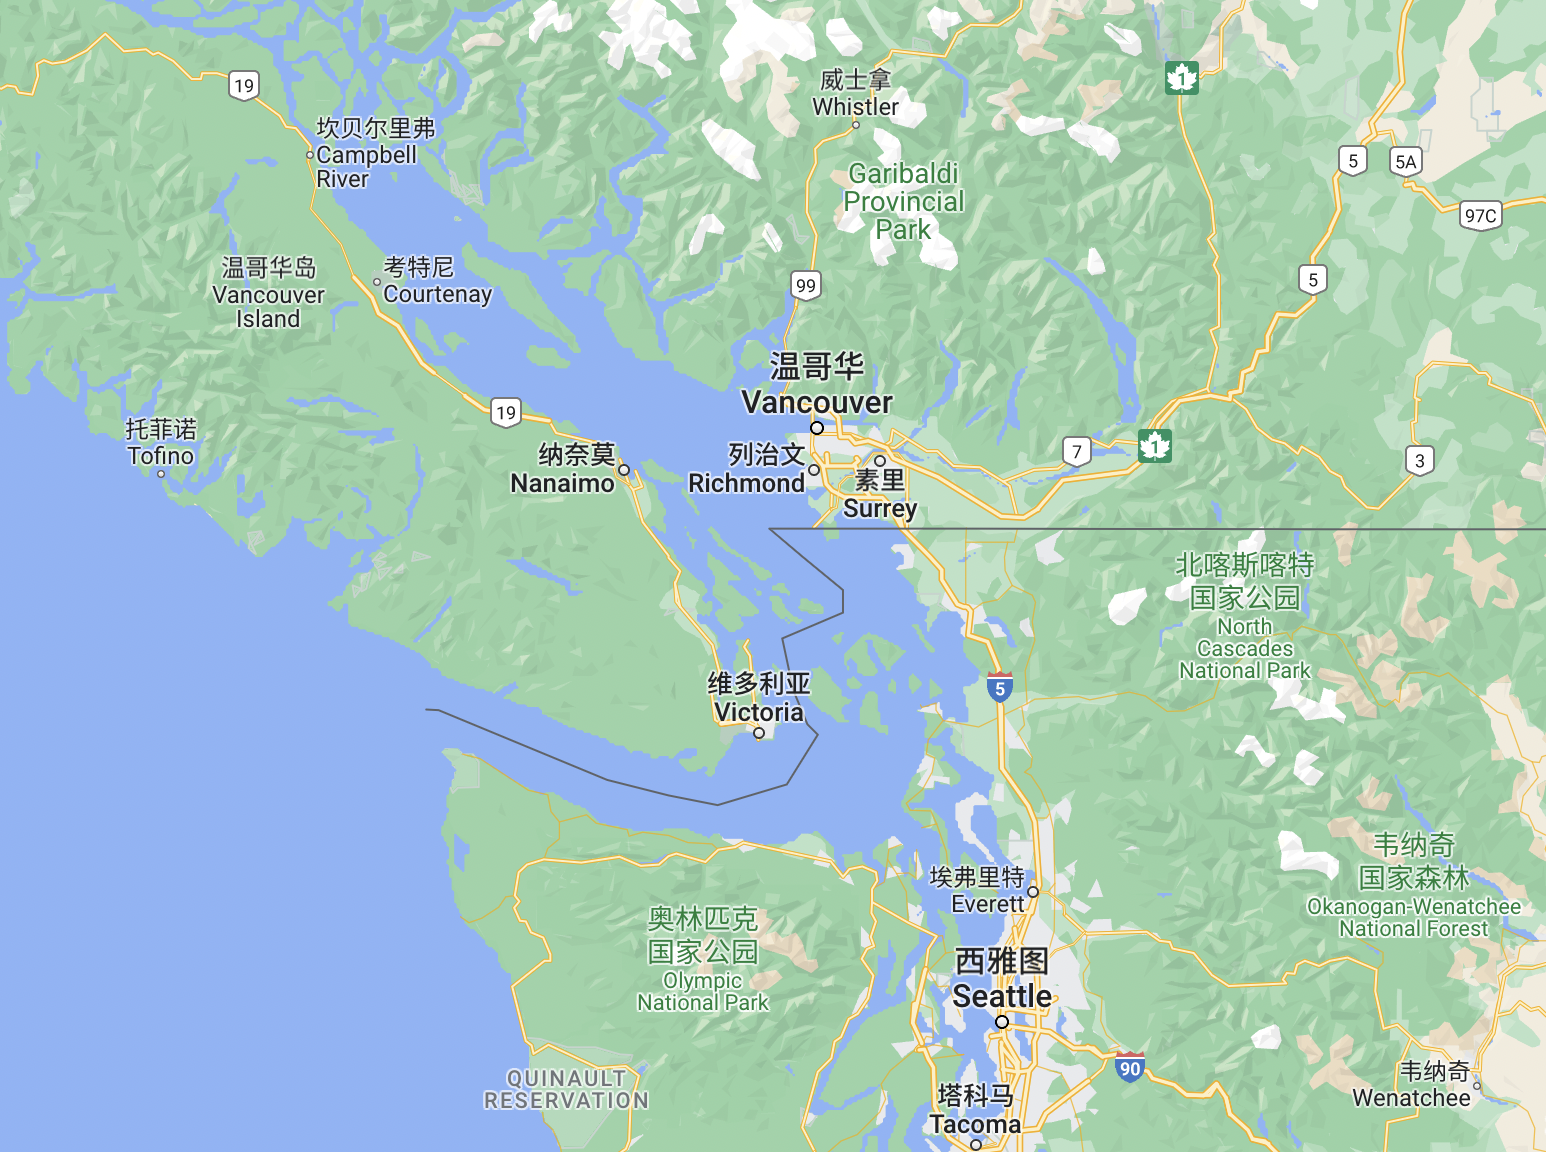 19
威士拿
Whistler
1
坎贝尔里弗
Campbell
River
5
5A
Garibaldi
Provincial
Park
97C
温哥华岛
Vancouver
Island
考特尼
Courtenay
99
5
温哥华
Vancouver
19
托菲诺
Tofino
纳奈莫
Nanaimo
列治文
Richmond
素里
Surrey
7
1
3
北喀斯喀特
国家公园
North
Cascades
National Park
维多利亚
Victoria
5
韦纳奇
国家森林
Okanogan-Wenatchee
National Forest
埃弗里特
Everett
奥林匹克
国家公园
Olympic
National Park
西雅图
Seattle
90
QUINAULT
RESERVATION
塔科马
Tacoma
韦纳奇
Wenatchee